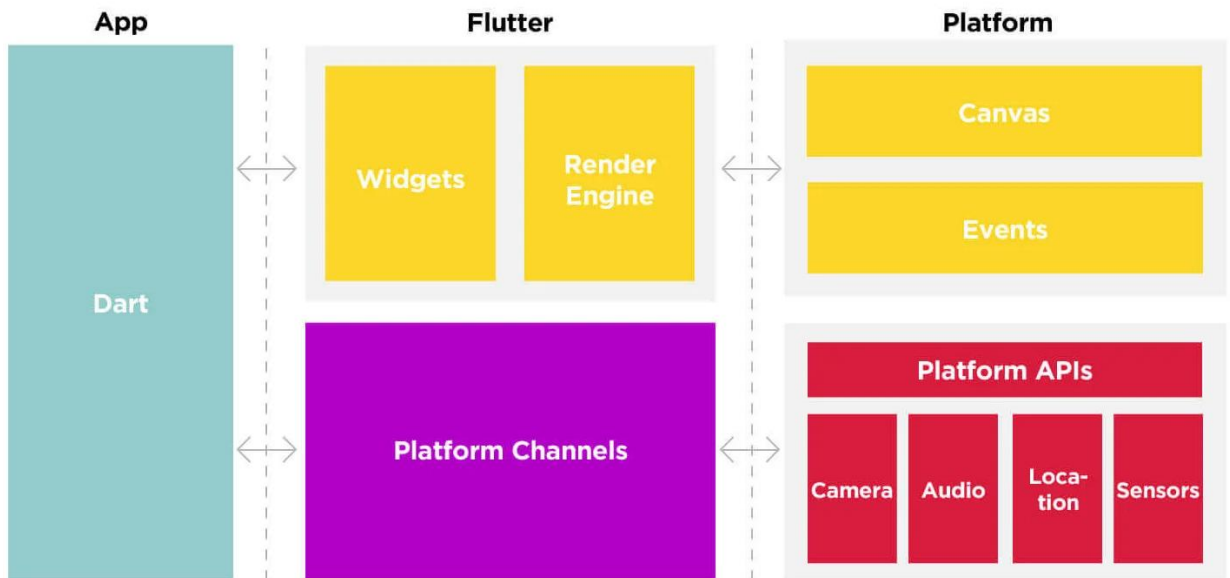 App
Flutter
Platform
Dart
Widgets
Render
Engine
Canvas
Events
Platform Channels
Platform APIs
Camera
Audio
Loca-
tion
Sensors